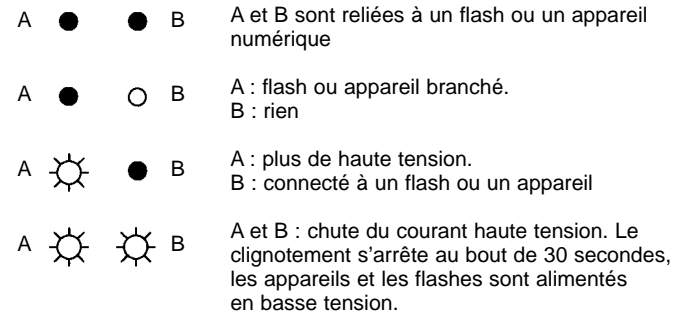 A B A et B sont reliées à un flash ou un appareil
numérique
A B A : flash ou appareil branché.
B : rien
A B A : plus de haute tension.
B : connecté à un flash ou un appareil
A B A et B : chute du courant haute tension. Le
clignotement s’arrête au bout de 30 secondes,
les appareils et les flashes sont alimentés
en basse tension.